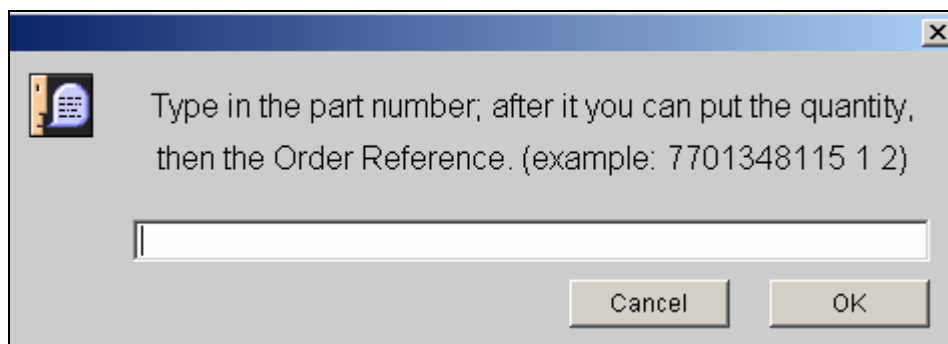 Type in the part number; after it you can put the quantity,
then the Order Reference. (example: 7701348115 1 2)
Cancel OK